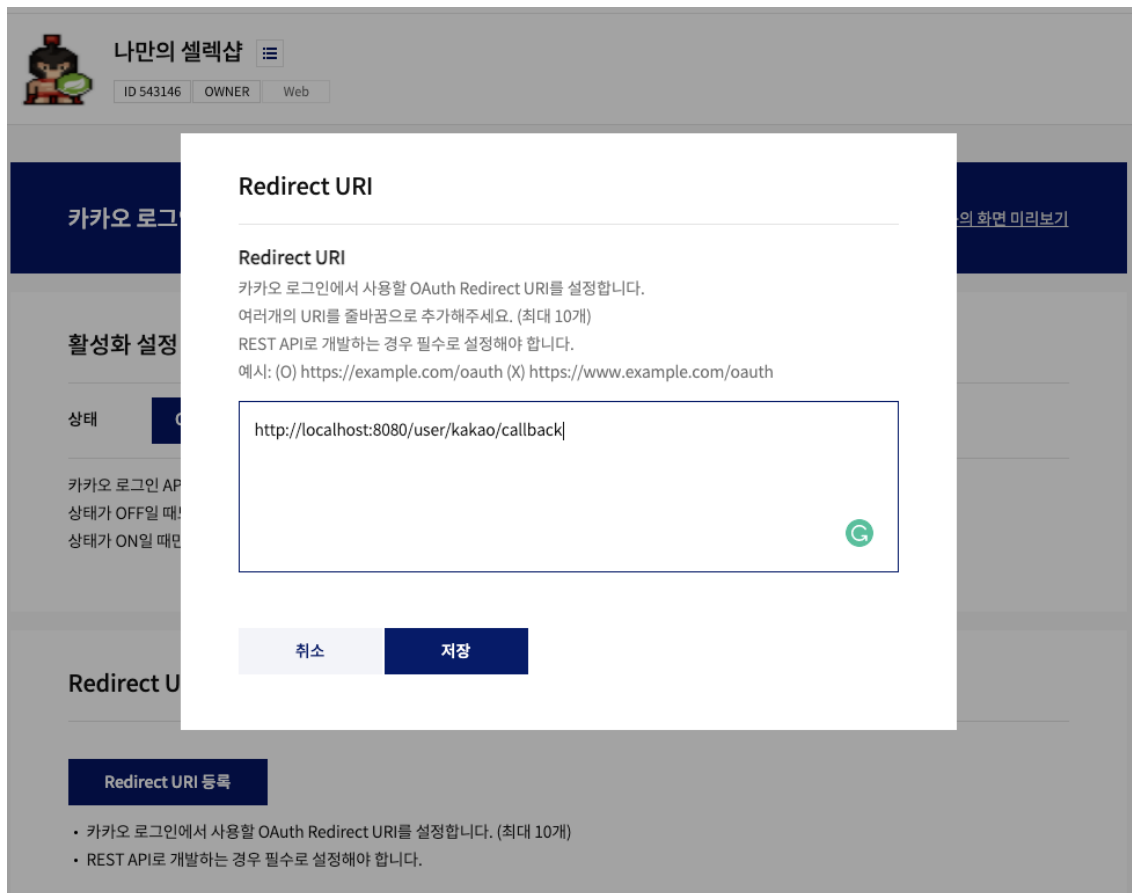 나만의 셀렉샵
ID 543146 OWNER Web
카카오 로그인
의 화면 미리보기
Redirect URI
Redirect URI
카카오 로그인에서 사용할 OAuth Redirect URI를 설정합니다.
여러개의 URI를 줄바꿈으로 추가해주세요. (최대 10개)
REST API로 개발하는 경우 필수로 설정해야 합니다.
예시: (O) https://example.com/oauth (X) https://www.example.com/oauth
http://localhost:8080/user/kakao/callback
취소 저장
활성화 설정
상태
카카오 로그인 AP
상태가 OFF일 때
상태가 ON일 때만
Redirect U
Redirect URI 등록
• 카카오 로그인에서 사용할 OAuth Redirect URI를 설정합니다. (최대 10개)
• REST API로 개발하는 경우 필수로 설정해야 합니다.